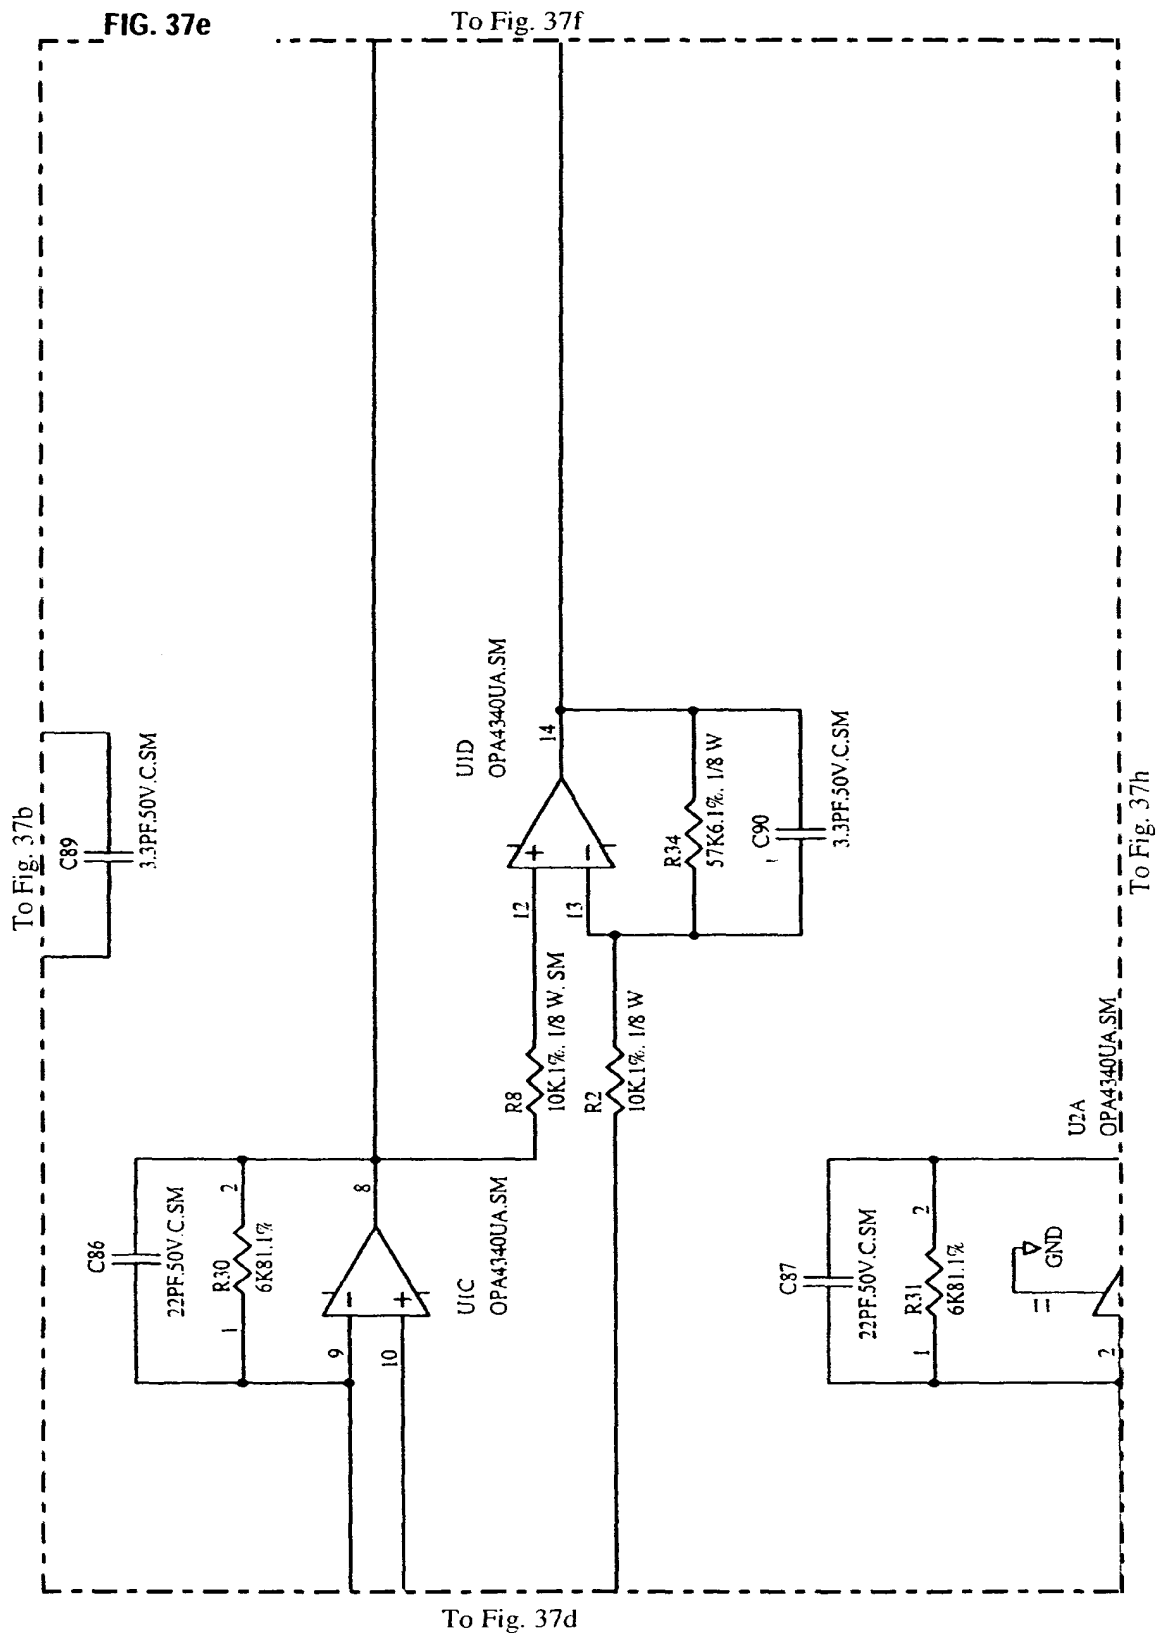 FIG. 37e
To Fig. 37f
To Fig. 37b
C89
3.3PF.50V.C.SM
U1D
OPA4340UA.SM
14
12
13
R34
57K6.1%. 1/8 W
C90
3.3PF.50V.C.SM
To Fig. 37h
R8
10K.1%. 1/8 W. SM
R2
10K.1%. 1/8 W
C86
22PF.50V.C.SM
R30
6K81.1%
1
2
8
9
10
U1C
OPA4340UA.SM
C87
22PF.50V.C.SM
R31
6K81.1%
1
2
GND
11
2
U2A
OPA4340UA.SM
To Fig. 37d